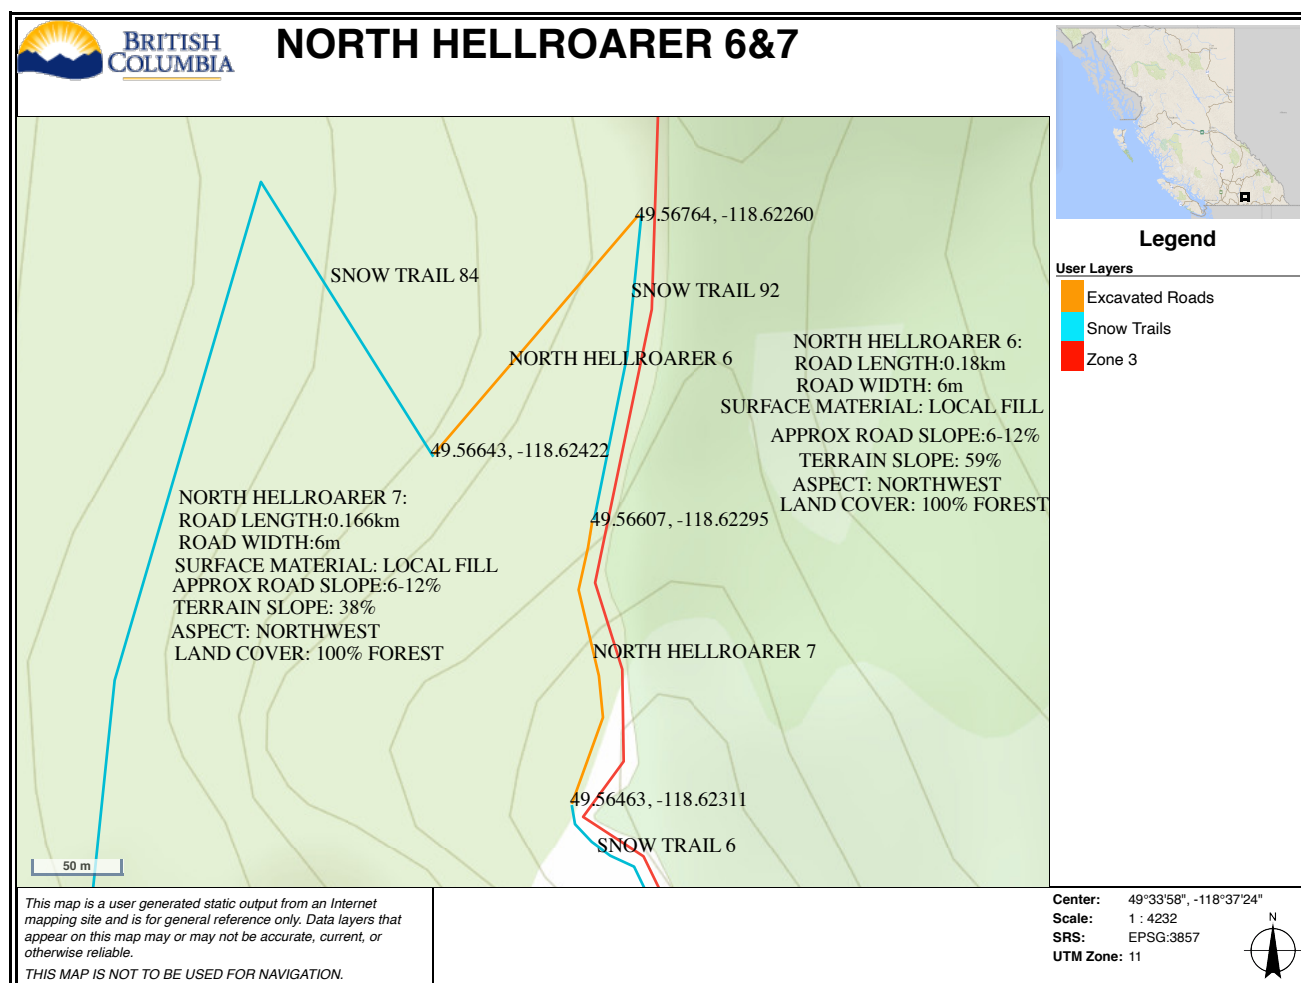 BRITISH
COLUMBIA
NORTH HELLROARER 6&7
49.56764, -118.62260
SNOW TRAIL 84
SNOW TRAIL 92
NORTH HELLROARER 6
NORTH HELLROARER 6:
ROAD LENGTH:0.18km
ROAD WIDTH: 6m
SURFACE MATERIAL: LOCAL FILL
APPROX ROAD SLOPE:6-12%
TERRAIN SLOPE: 59%
ASPECT: NORTHWEST
LAND COVER: 100% FOREST
49.56643, -118.62422
NORTH HELLROARER 7:
ROAD LENGTH:0.166km
ROAD WIDTH:6m
SURFACE MATERIAL: LOCAL FILL
APPROX ROAD SLOPE:6-12%
TERRAIN SLOPE: 38%
ASPECT: NORTHWEST
LAND COVER: 100% FOREST
49.56607, -118.62295
NORTH HELLROARER 7
49.56463, -118.62311
SNOW TRAIL 6
50 m
Legend
User Layers
Excavated Roads
Snow Trails
Zone 3
This map is a user generated static output from an Internet
mapping site and is for general reference only. Data layers that
appear on this map may or may not be accurate, current, or
otherwise reliable.
THIS MAP IS NOT TO BE USED FOR NAVIGATION.
Center: 49°33'58", -118°37'24"
Scale: 1 : 4232
SRS: EPSG:3857
UTM Zone: 11
N